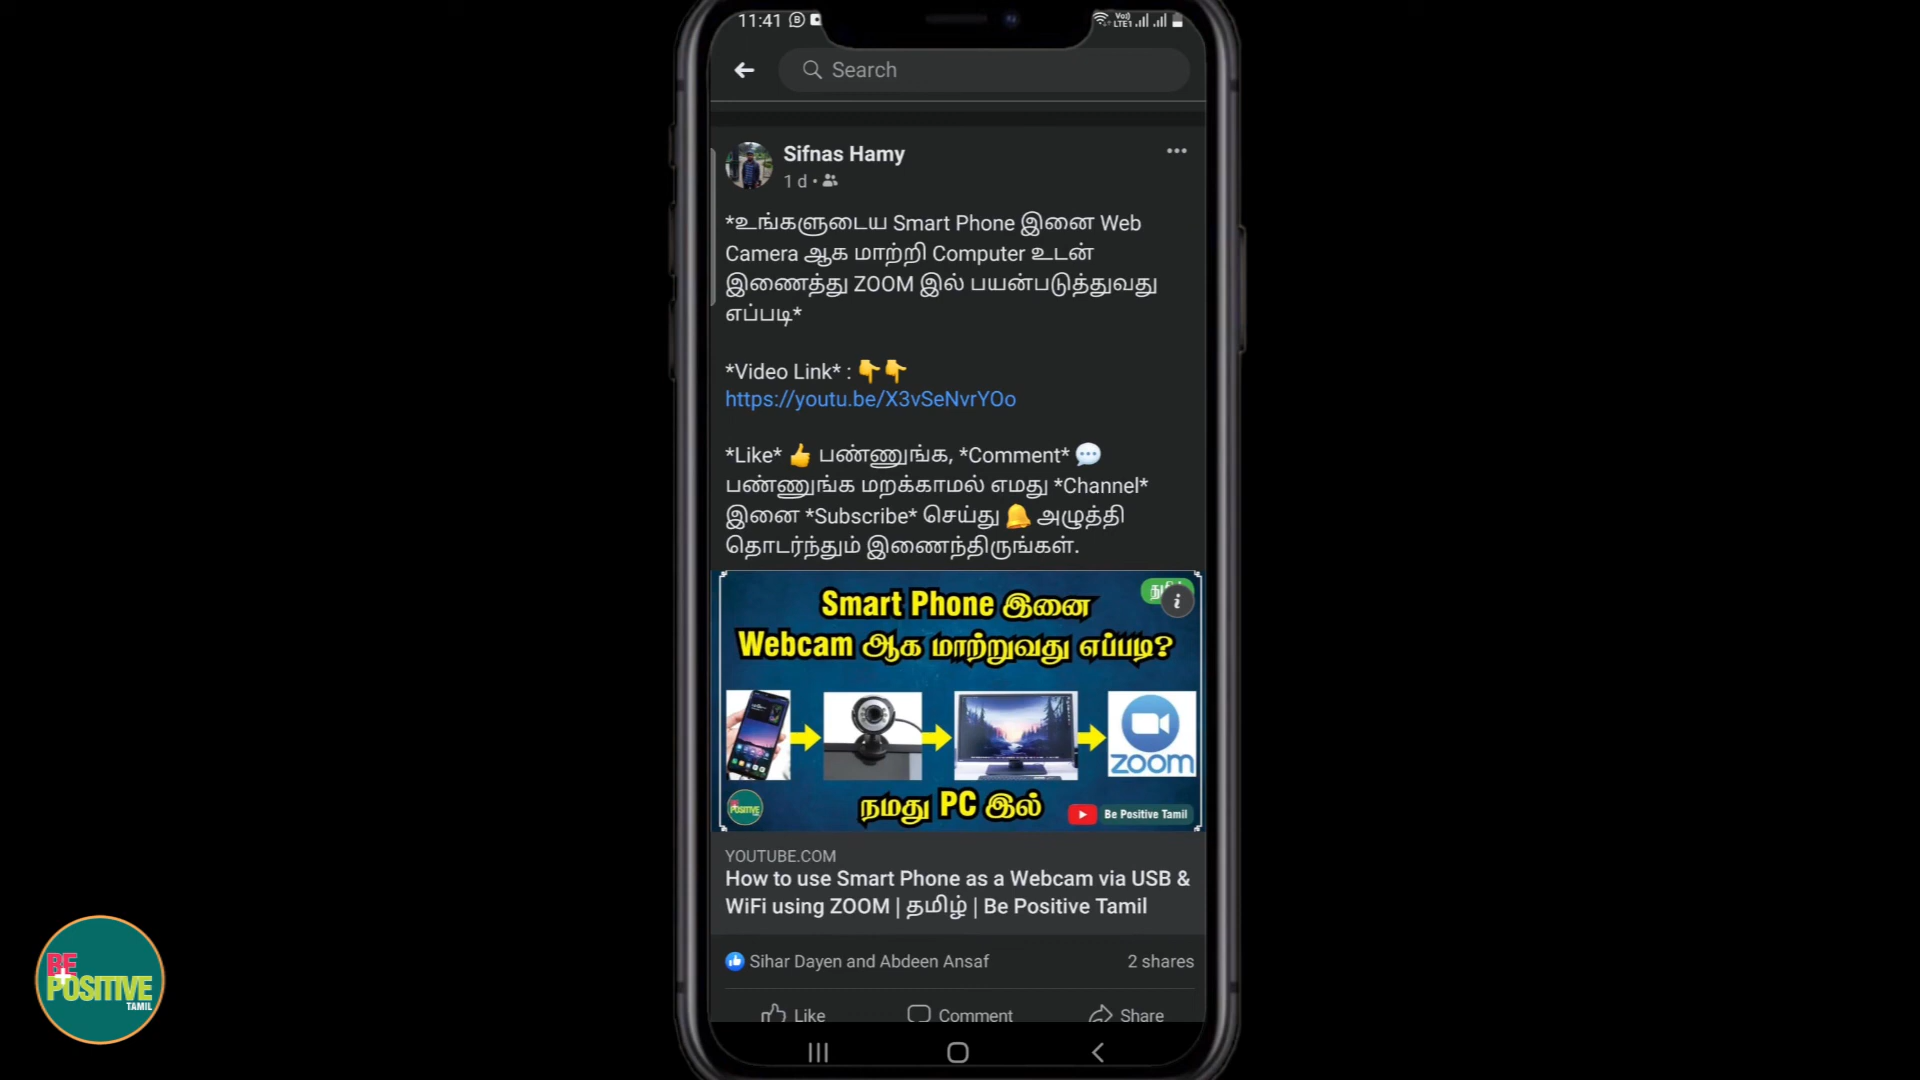 11:41
Vo))
LTE1
Search
Sifnas Hamy
1 d
*உங்களுடைய Smart Phone இனை Web
Camera ஆக மாற்றி Computer உடன்
இணைத்து ZOOM இல் பயன்படுத்துவது
எப்படி*
*Video Link* : 👇👇
https://youtu.be/X3vSeNvrYOo
*Like* 👍 பண்ணுங்க, *Comment* 💬
பண்ணுங்க மறக்காமல் எமது *Channel*
இனை *Subscribe* செய்து 🔔 அழுத்தி
தொடர்ந்தும் இணைந்திருங்கள்.
Smart Phone இனை
Webcam ஆக மாற்றுவது எப்படி?
zoom
நமது PC இல்
BE POSITIVE
Be Positive Tamil
YOUTUBE.COM
How to use Smart Phone as a Webcam via USB &
WiFi using ZOOM | தமிழ் | Be Positive Tamil
Sihar Dayen and Abdeen Ansaf
2 shares
Like
Comment
Share
BE
POSITIVE
TAMIL